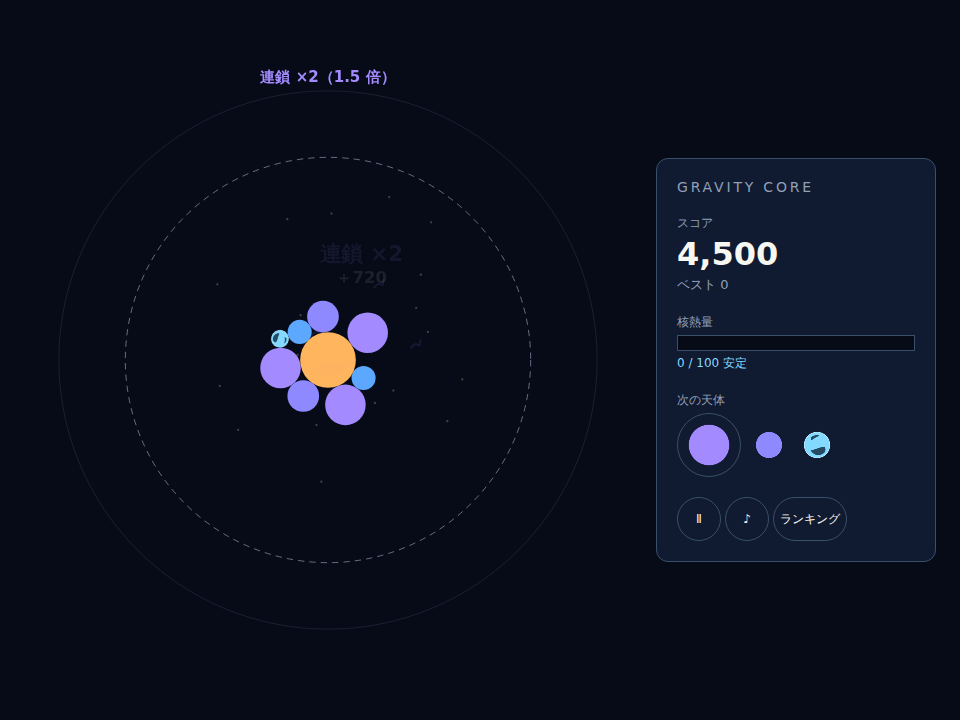 連鎖 ×2（1.5 倍）
連鎖 ×2
+720
GRAVITY CORE
スコア
4,500
ベスト 0
核熱量
0 / 100 安定
次の天体
Ⅱ ♪ ランキング